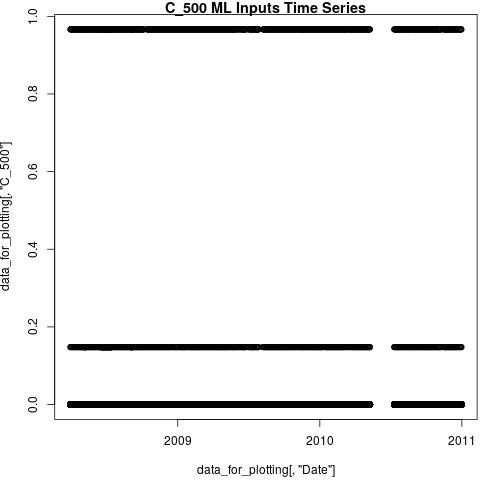 C_500 ML Inputs Time Series
data_for_plotting[, "C_500"]
1.0
0.8
0.6
0.4
0.2
0.0
2009 2010 2011
data_for_plotting[, "Date"]